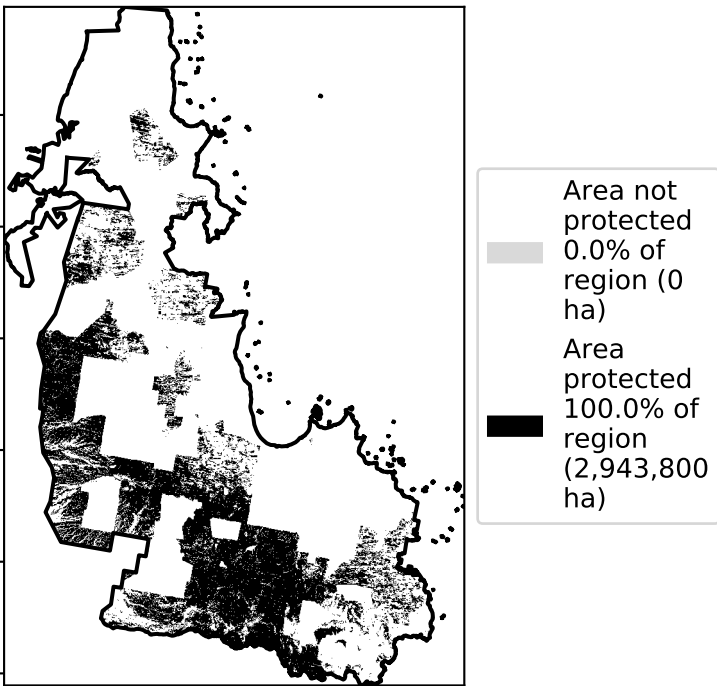 Area not
protected
0.0% of
region (0
ha)
Area
protected
100.0% of
region
(2,943,800
ha)